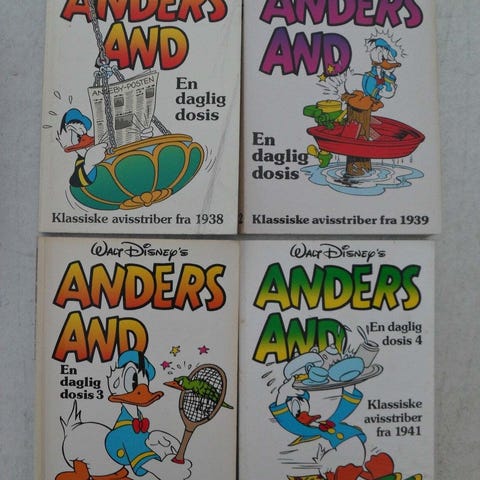 ANDERS
AND
ANDEBY-POSTEN
En
daglig
dosis
Klassiske avisstriber fra 1938
ANDERS
AND
En
daglig
dosis
2
Klassiske avisstriber fra 1939
WALT DISNEY'S
ANDERS
AND
En
daglig
dosis 3
WALT DISNEY'S
ANDERS
AND
En daglig
dosis 4
Klassiske
avisstriber
fra 1941